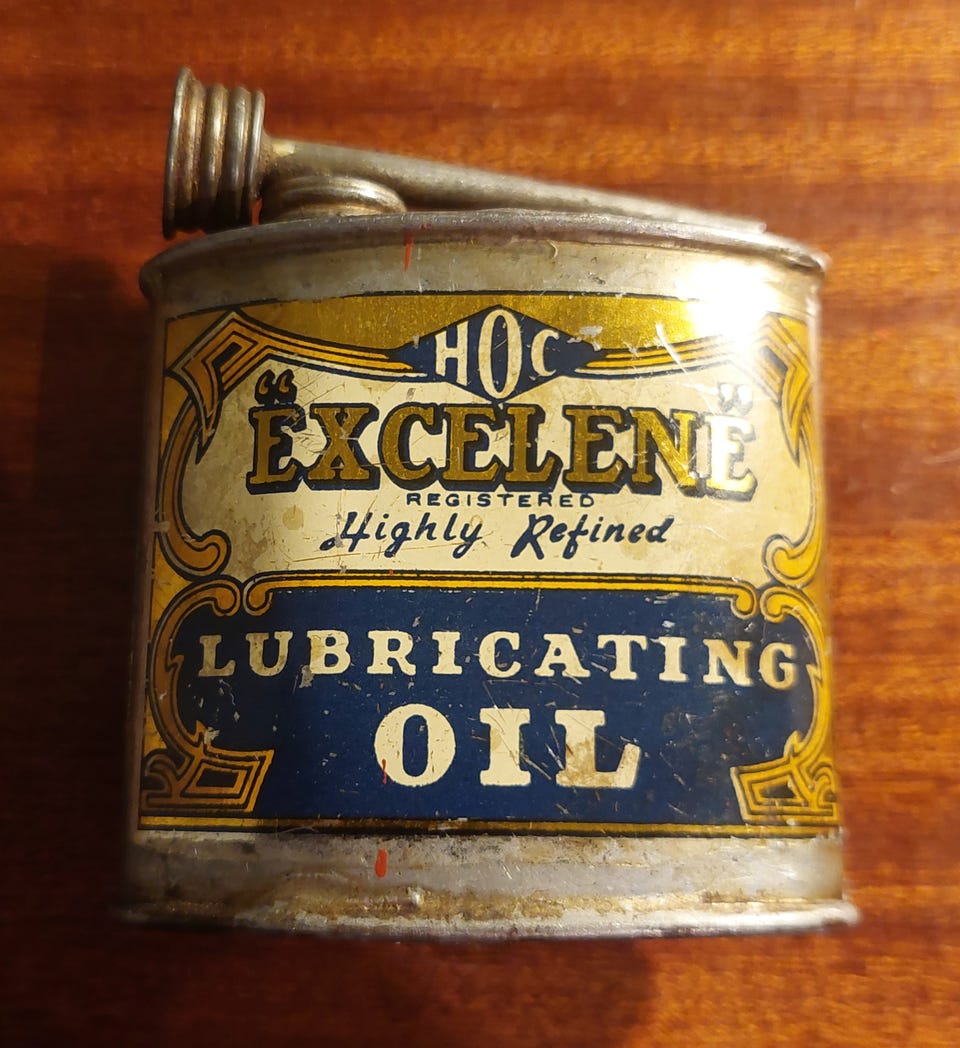 HOC
"EXCELENE"
REGISTERED
Highly Refined
LUBRICATING
OIL